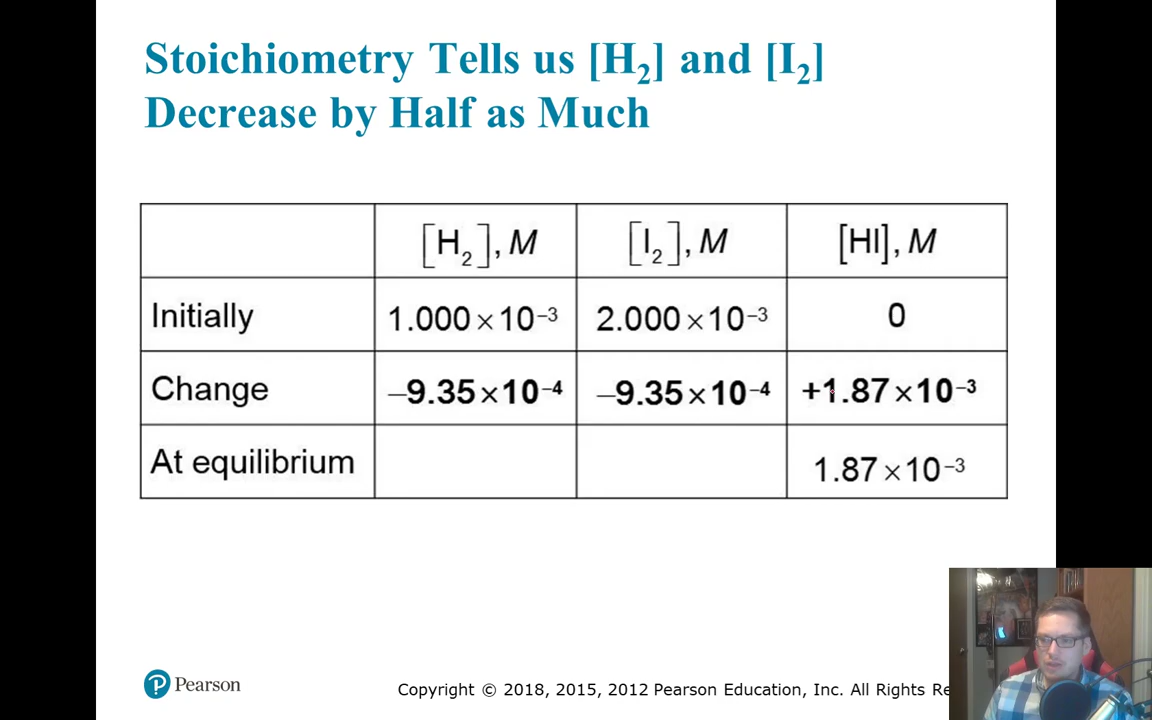 Stoichiometry Tells us [H₂] and [I₂]
Decrease by Half as Much
[H₂], M [I₂], M [HI], M
Initially 1.000 × 10⁻³ 2.000 × 10⁻³ 0
Change –9.35 × 10⁻⁴ –9.35 × 10⁻⁴ +1.87 × 10⁻³
At equilibrium 1.87 × 10⁻³
P Pearson
Copyright © 2018, 2015, 2012 Pearson Education, Inc. All Rights Re